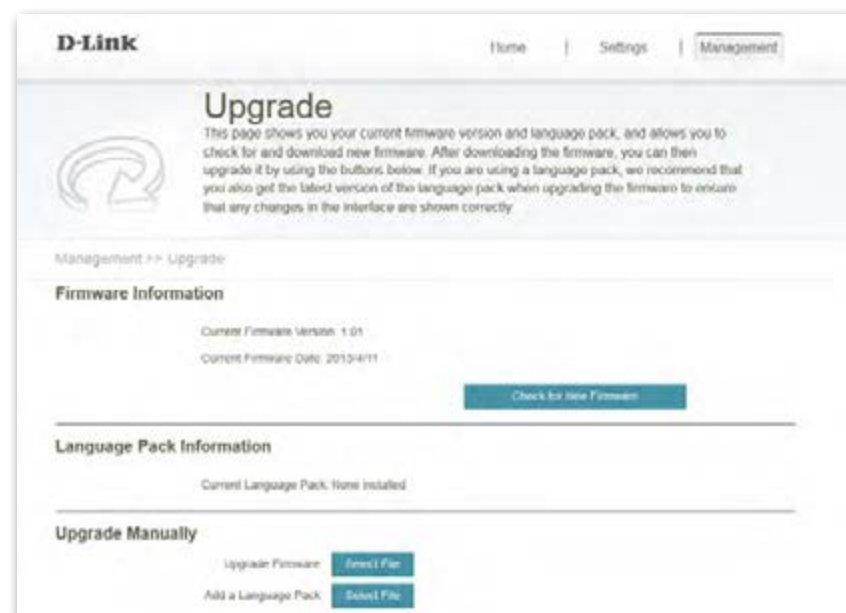 D-Link
Home | Settings | Management
Upgrade
This page shows you your current firmware version and language pack, and allows you to
check for and download new firmware. After downloading the firmware, you can then
upgrade it by using the buttons below. If you are using a language pack, we recommend that
you also get the latest version of the language pack when upgrading the firmware to ensure
that any changes in the interface are shown correctly
Management >> Upgrade
Firmware Information
Current Firmware Version: 1.01
Current Firmware Date: 2013/4/11
Check for New Firmware
Language Pack Information
Current Language Pack: None installed
Upgrade Manually
Upgrade Firmware Select File
Add a Language Pack Select File